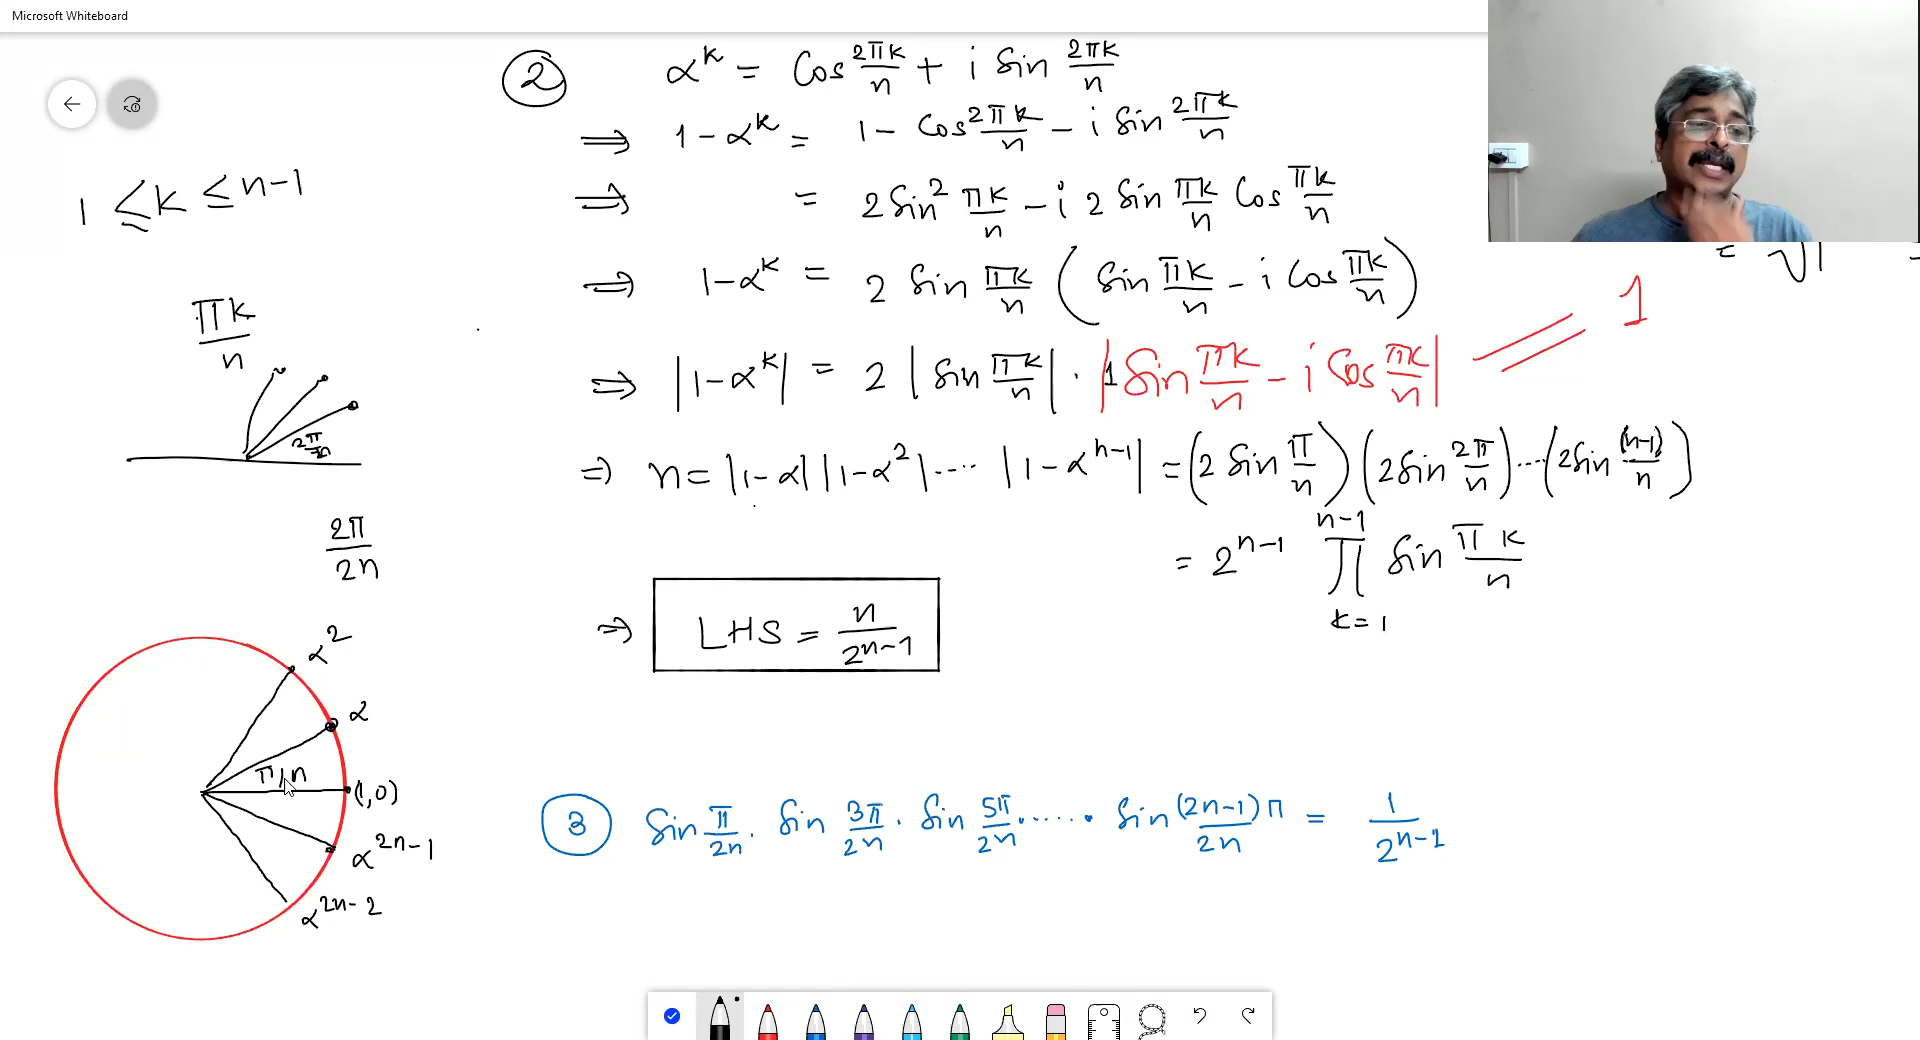 Microsoft Whiteboard
② α^k = Cos 2πk/n + i Sin 2πk/n
⇒ 1 - α^k = 1 - Cos 2πk/n - i Sin 2πk/n
1 ≤ k ≤ n-1
⇒ = 2 Sin² πk/n - i 2 Sin πk/n Cos πk/n
⇒ 1-α^k = 2 Sin πk/n (Sin πk/n - i Cos πk/n)
πk/n
⇒ |1-α^k| = 2 |Sin πk/n| · |Sin πk/n - i Cos πk/n| = 1
2π/n
⇒ n = |1-α| |1-α²| .... |1-α^(n-1)| = (2 Sin π/n) (2 Sin 2π/n) ... (2 Sin (n-1)/n)
2π/2n
= 2^(n-1) ∏_(k=1)^(n-1) Sin πk/n
⇒ LHS = n/2^(n-1)
α²
α
π/n
(1,0)
α^(2n-1)
α^(2n-2)
③ Sin π/2n . Sin 3π/2n . Sin 5π/2n ...... Sin (2n-1)π/2n = 1/2^(n-1)